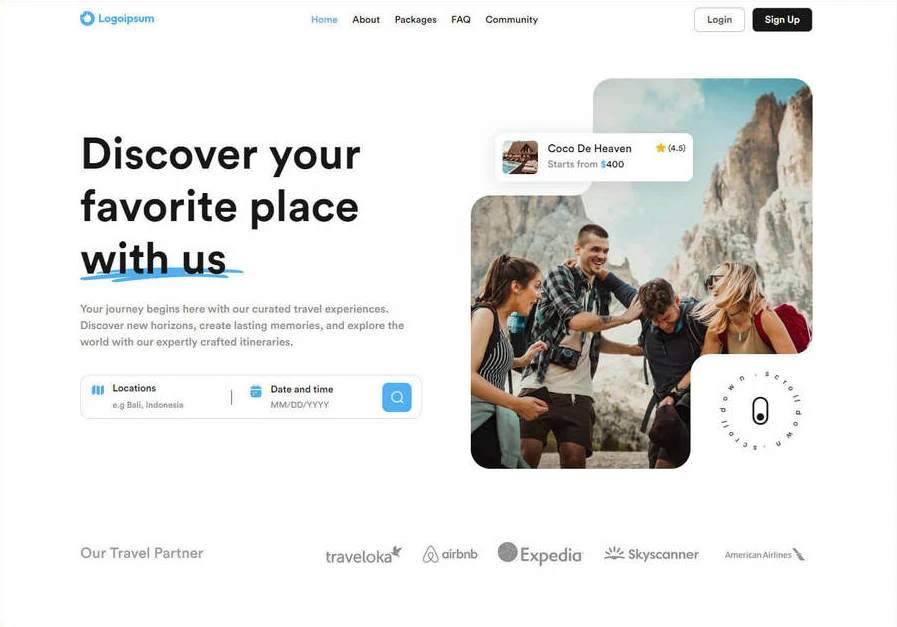 Logoipsum
Home About Packages FAQ Community
Login Sign Up
Discover your
favorite place
with us
Coco De Heaven (4.5)
Starts from $400
Your journey begins here with our curated travel experiences.
Discover new horizons, create lasting memories, and explore the
world with our expertly crafted itineraries.
Locations
e.g Bali, Indonesia
Date and time
MM/DD/YYYY
scroll down . scroll down .
Our Travel Partner
traveloka airbnb Expedia Skyscanner American Airlines